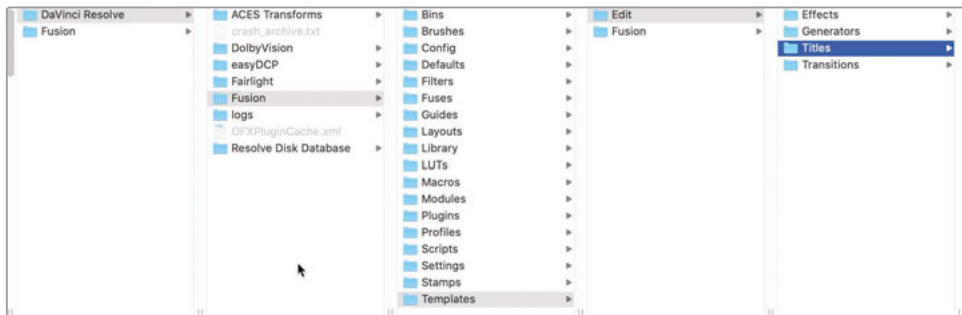 DaVinci Resolve
Fusion
ACES Transforms
crash_archive.txt
DolbyVision
easyDCP
Fairlight
Fusion
logs
OFXPluginCache.xml
Resolve Disk Database
Bins
Brushes
Config
Defaults
Filters
Fuses
Guides
Layouts
Library
LUTs
Macros
Modules
Plugins
Profiles
Scripts
Settings
Stamps
Templates
Edit
Fusion
Effects
Generators
Titles
Transitions